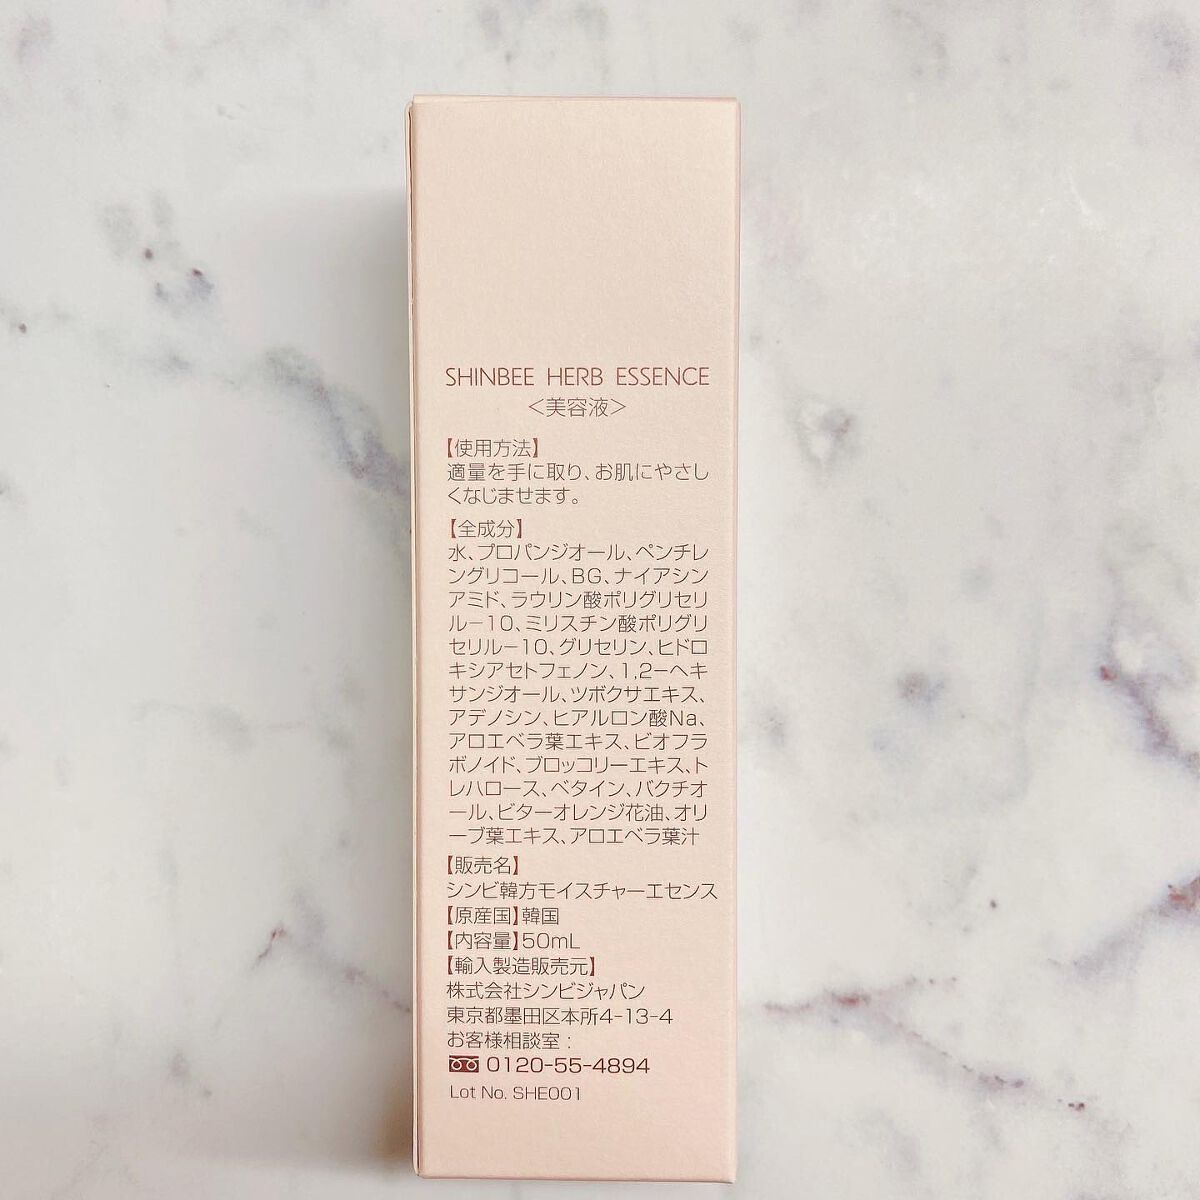 SHINBEE HERB ESSENCE
＜美容液＞
【使用方法】
適量を手に取り、お肌にやさし
くなじませます。
【全成分】
水、プロパンジオール、ペンチレ
ングリコール、BG、ナイアシン
アミド、ラウリン酸ポリグリセリ
ル−10、ミリスチン酸ポリグリ
セリル−10、グリセリン、ヒドロ
キシアセトフェノン、1,2−ヘキ
サンジオール、ツボクサエキス、
アデノシン、ヒアルロン酸Na、
アロエベラ葉エキス、ビオフラ
ボノイド、ブロッコリーエキス、ト
レハロース、ベタイン、バクチオ
ール、ビターオレンジ花油、オリ
ーブ葉エキス、アロエベラ葉汁
【販売名】
シンビ韓方モイスチャーエセンス
【原産国】韓国
【内容量】50mL
【輸入製造販売元】
株式会社シンビジャパン
東京都墨田区本所4-13-4
お客様相談室：
0120-55-4894
Lot No. SHE001